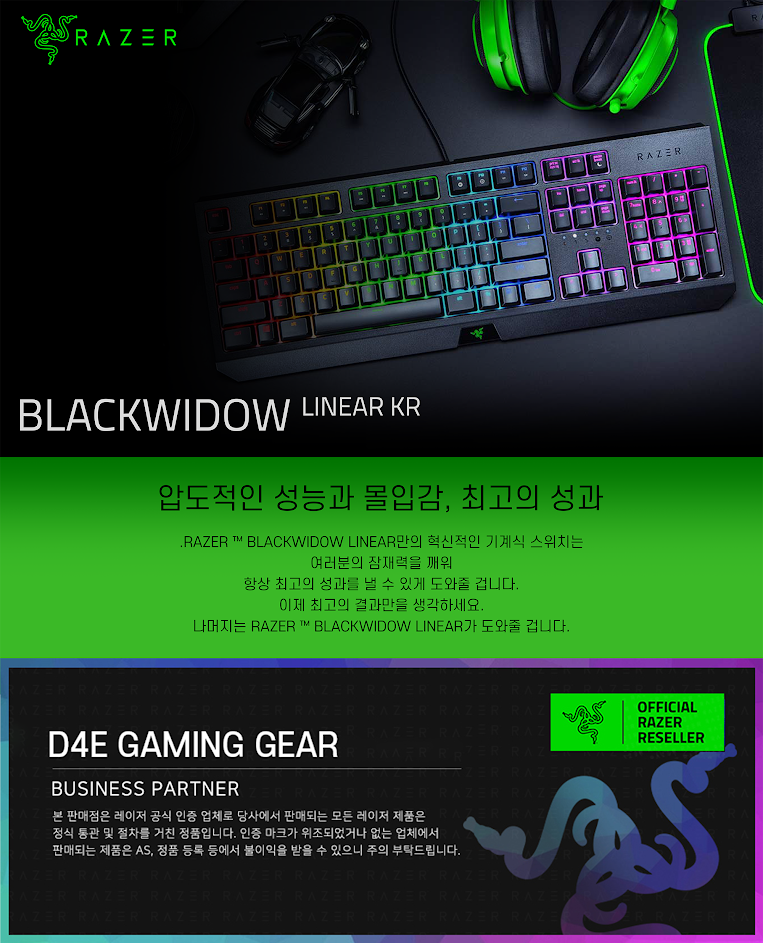 RAZER
RAZER
BLACKWIDOW LINEAR KR
압도적인 성능과 몰입감, 최고의 성과
.RAZER ™ BLACKWIDOW LINEAR만의 혁신적인 기계식 스위치는
여러분의 잠재력을 깨워
항상 최고의 성과를 낼 수 있게 도와줄 겁니다.
이제 최고의 결과만을 생각하세요.
나머지는 RAZER ™ BLACKWIDOW LINEAR가 도와줄 겁니다.
OFFICIAL
RAZER
RESELLER
D4E GAMING GEAR
BUSINESS PARTNER
본 판매점은 레이저 공식 인증 업체로 당사에서 판매되는 모든 레이저 제품은
정식 통관 및 절차를 거친 정품입니다. 인증 마크가 위조되었거나 없는 업체에서
판매되는 제품은 AS, 정품 등록 등에서 불이익을 받을 수 있으니 주의 부탁드립니다.